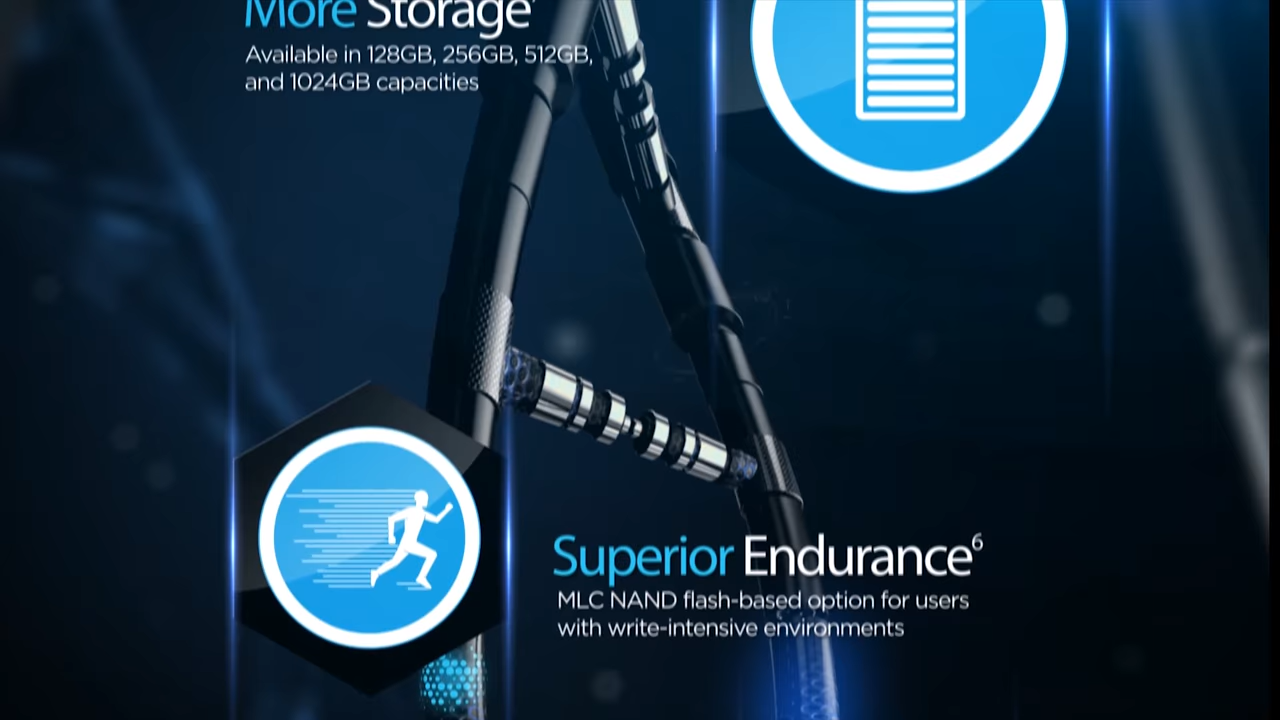 More Storage
Available in 128GB, 256GB, 512GB,
and 1024GB capacities
Superior Endurance⁶
MLC NAND flash-based option for users
with write-intensive environments